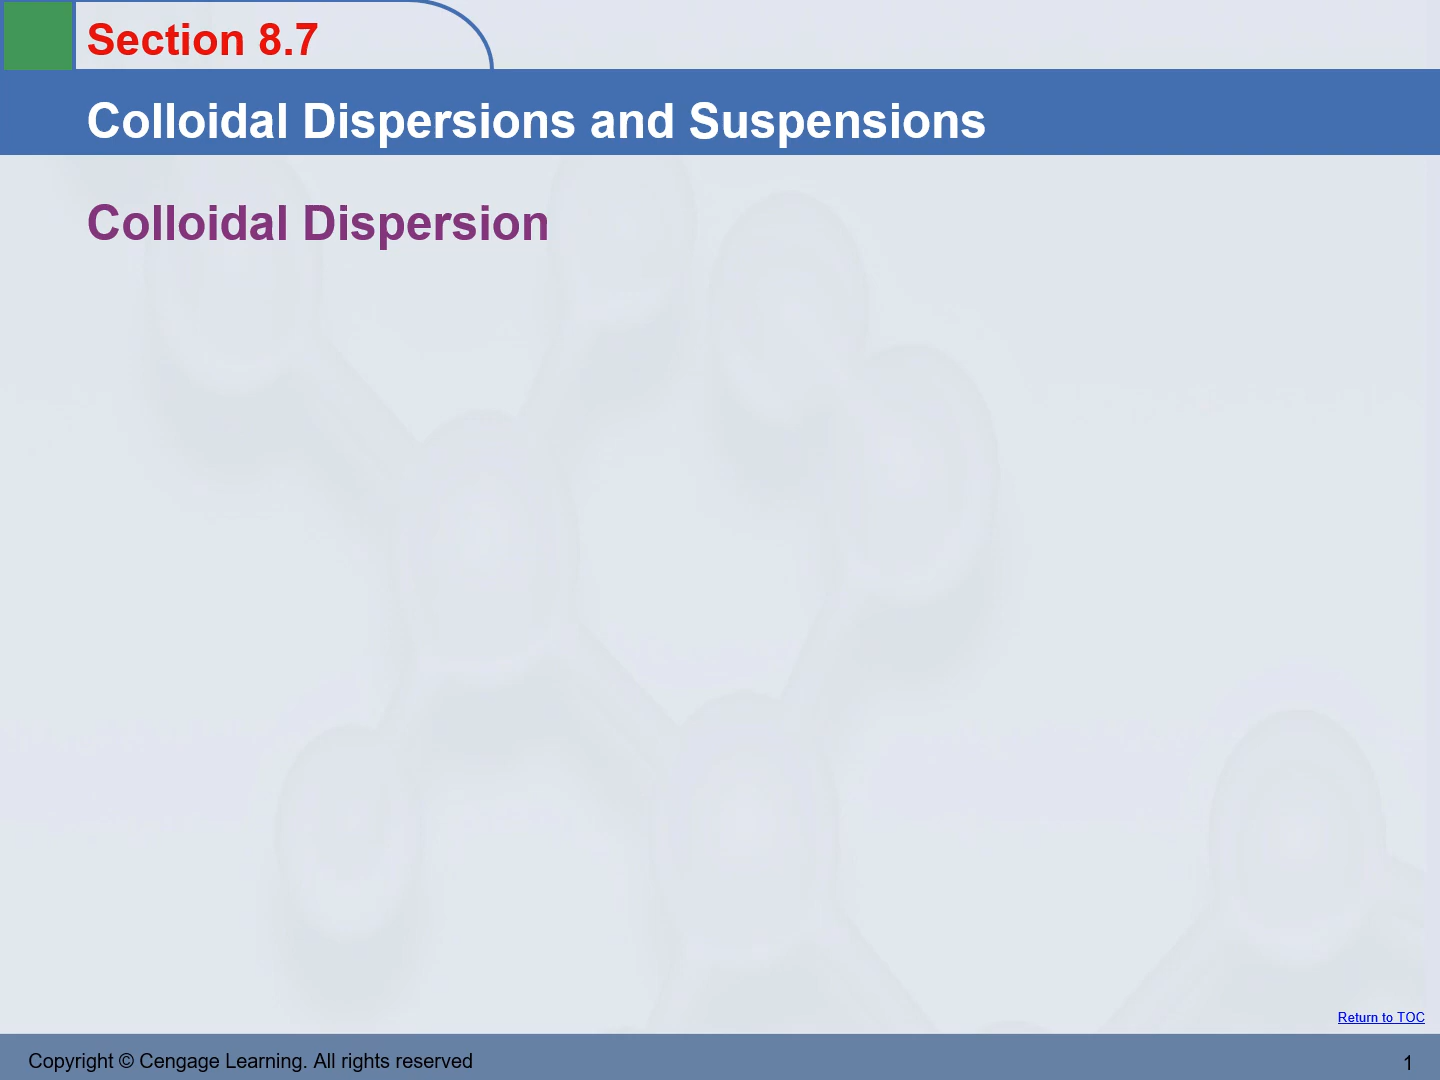 Section 8.7
Colloidal Dispersions and Suspensions
Colloidal Dispersion
Return to TOC
Copyright © Cengage Learning. All rights reserved
1